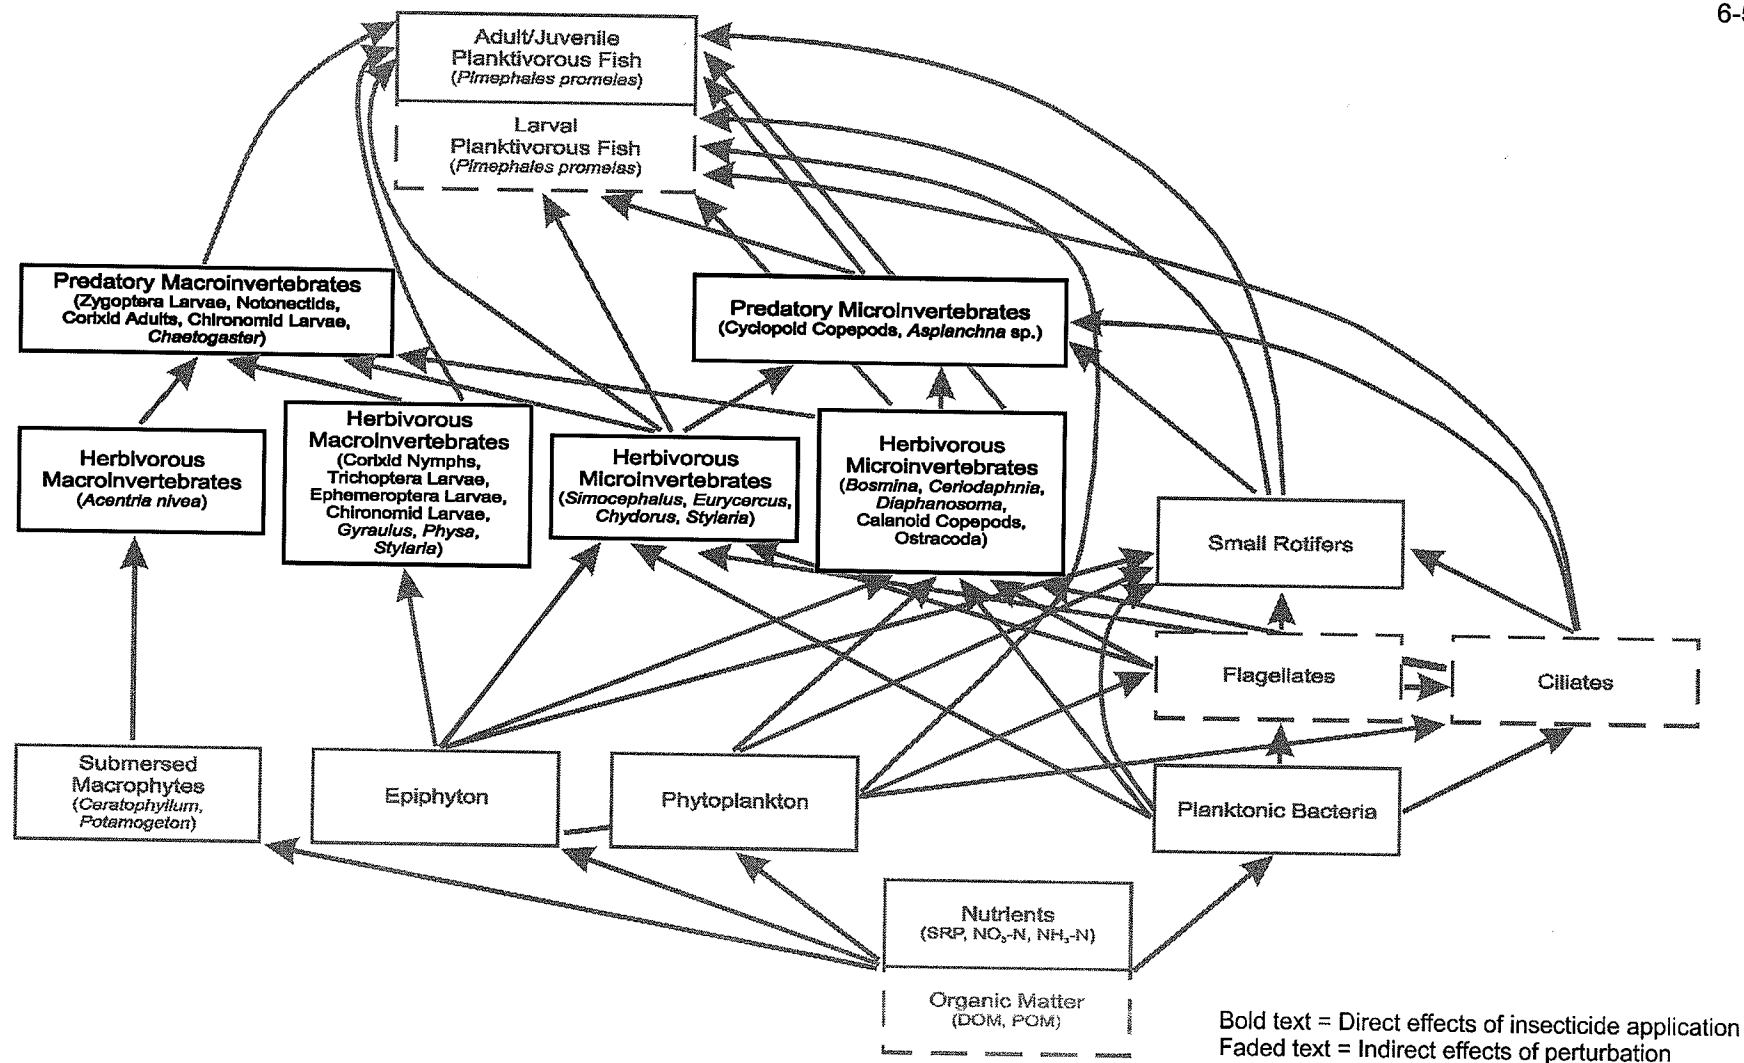 6-5
Adult/Juvenile
Planktivorous Fish
(Pimephales promelas)
Larval
Planktivorous Fish
(Pimephales promelas)
Predatory Macroinvertebrates
(Zygoptera Larvae, Notonectids,
Corixid Adults, Chironomid Larvae,
Chaetogaster)
Predatory Microinvertebrates
(Cyclopoid Copepods, Asplanchna sp.)
Herbivorous
Macroinvertebrates
(Acentria nivea)
Herbivorous
Macroinvertebrates
(Corixid Nymphs,
Trichoptera Larvae,
Ephemeroptera Larvae,
Chironomid Larvae,
Gyraulus, Physa,
Stylaria)
Herbivorous
Microinvertebrates
(Simocephalus, Eurycercus,
Chydorus, Stylaria)
Herbivorous
Microinvertebrates
(Bosmina, Ceriodaphnia,
Diaphanosoma,
Calanoid Copepods,
Ostracoda)
Small Rotifers
Flagellates
Ciliates
Submersed
Macrophytes
(Ceratophyllum,
Potamogeton)
Epiphyton
Phytoplankton
Planktonic Bacteria
Nutrients
(SRP, NO₃-N, NH₃-N)
Organic Matter
(DOM, POM)
Bold text = Direct effects of insecticide application
Faded text = Indirect effects of perturbation